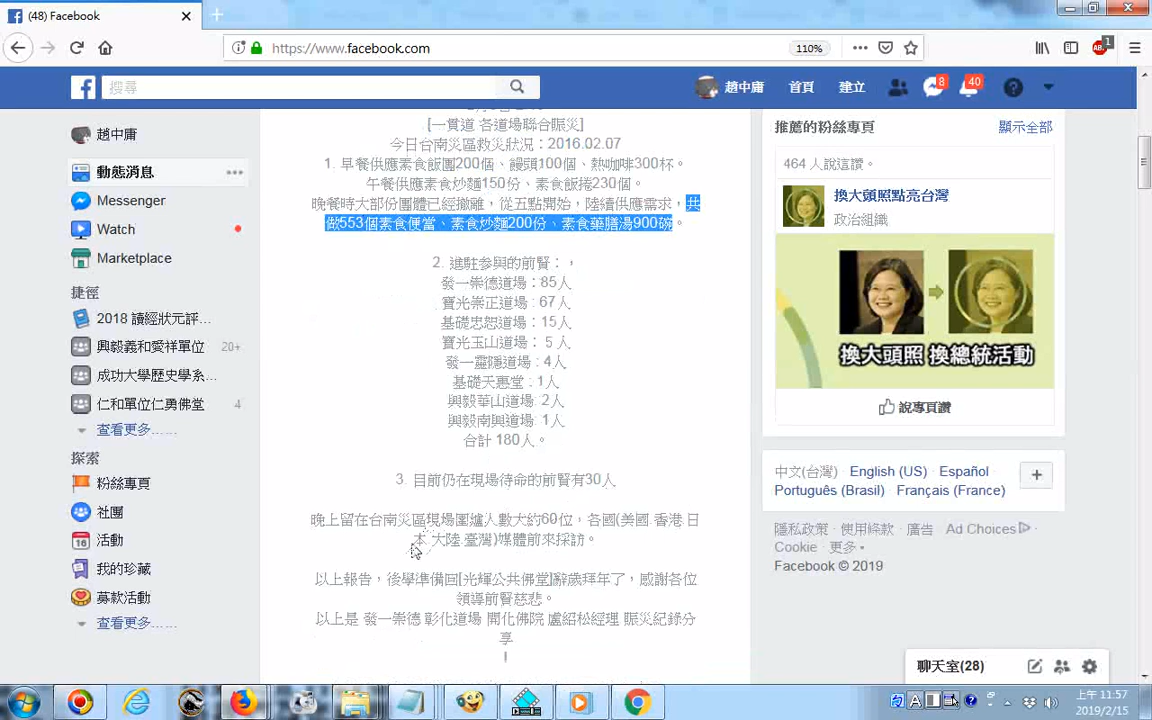 (48) Facebook
https://www.facebook.com
110%
1
搜尋
趙中庸
首頁
建立
8
40
趙中庸
動態消息
Messenger
Watch
Marketplace
捷徑
2018 讀經狀元評...
興毅義和愛祥單位 20+
成功大學歷史學系...
仁和單位仁勇佛堂 4
查看更多......
探索
粉絲專頁
社團
16
活動
我的珍藏
募款活動
查看更多......
[一貫道 各道場聯合賑災]
今日台南災區救災狀況：2016.02.07
1. 早餐供應素食飯團200個、饅頭100個、熱咖啡300杯。
午餐供應素食炒麵150份、素食飯捲230個。
晚餐時大部份團體已經撤離，從五點開始，陸續供應需求，共
做553個素食便當、素食炒麵200份、素食藥膳湯900碗。
2. 進駐參與的前賢：，
發一崇德道場：85人
寶光崇正道場：67人
基礎忠恕道場：15人
寶光玉山道場： 5 人
發一靈隱道場：4人
基礎天惠堂：1人
興毅華山道場: 2人
興毅南興道場: 1人
合計 180人。
3. 目前仍在現場待命的前賢有30人
晚上留在台南災區現場圍爐人數大約60位，各國(美國 香港 日
本 大陸 臺灣)媒體前來採訪。
以上報告，後學準備回[光輝公共佛堂]辭歲拜年了，感謝各位
領導前賢慈悲。
以上是 發一崇德 彰化道場 開化佛院 盧紹松經理 賑災紀錄分
享
!
推薦的粉絲專頁 顯示全部
464 人說這讚。
換大頭照點亮台灣
政治組織
換大頭照 換總統活動
說專頁讚
中文(台灣) English (US) Español
Português (Brasil) Français (France)
+
隱私政策 · 使用條款 · 廣告 · Ad Choices ·
Cookie · 更多
Facebook © 2019
聊天室(28)
上午 11:57
2019/2/15